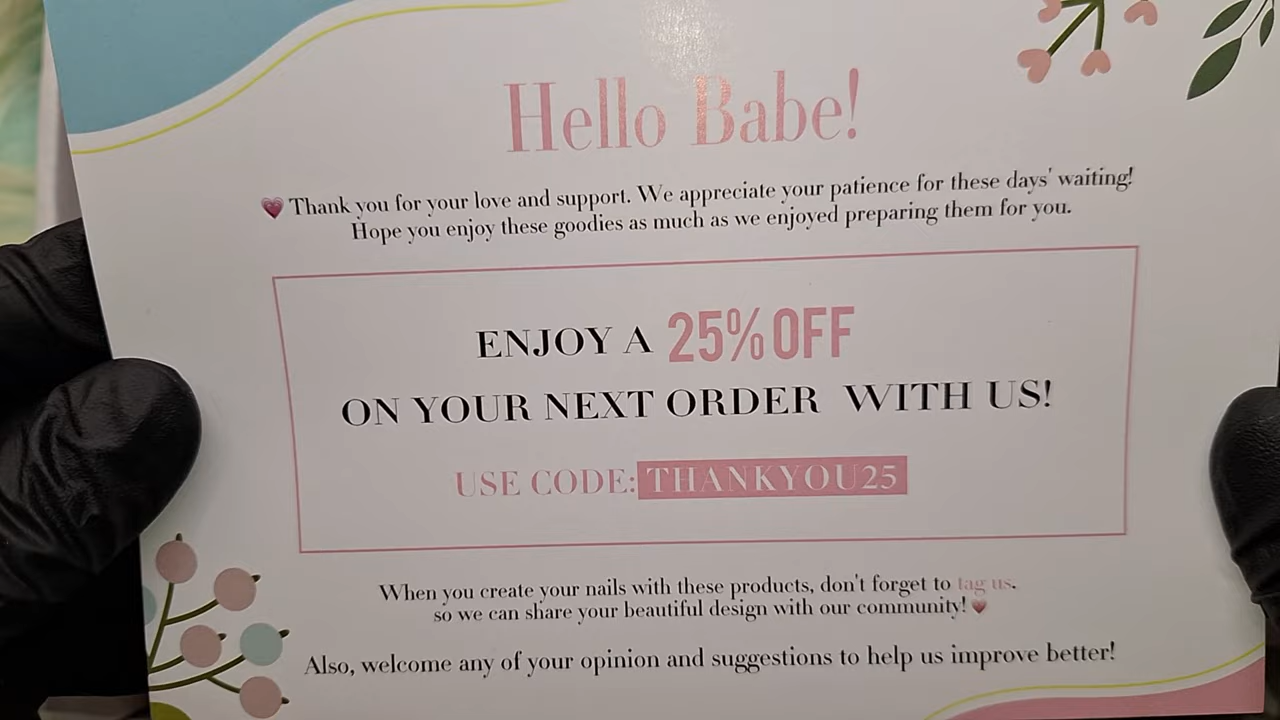 Hello Babe!
💗 Thank you for your love and support. We appreciate your patience for these days' waiting!
Hope you enjoy these goodies as much as we enjoyed preparing them for you.
ENJOY A 25% OFF
ON YOUR NEXT ORDER WITH US!
USE CODE: THANKYOU25
When you create your nails with these products, don't forget to tag us.
so we can share your beautiful design with our community! 💗
Also, welcome any of your opinion and suggestions to help us improve better!